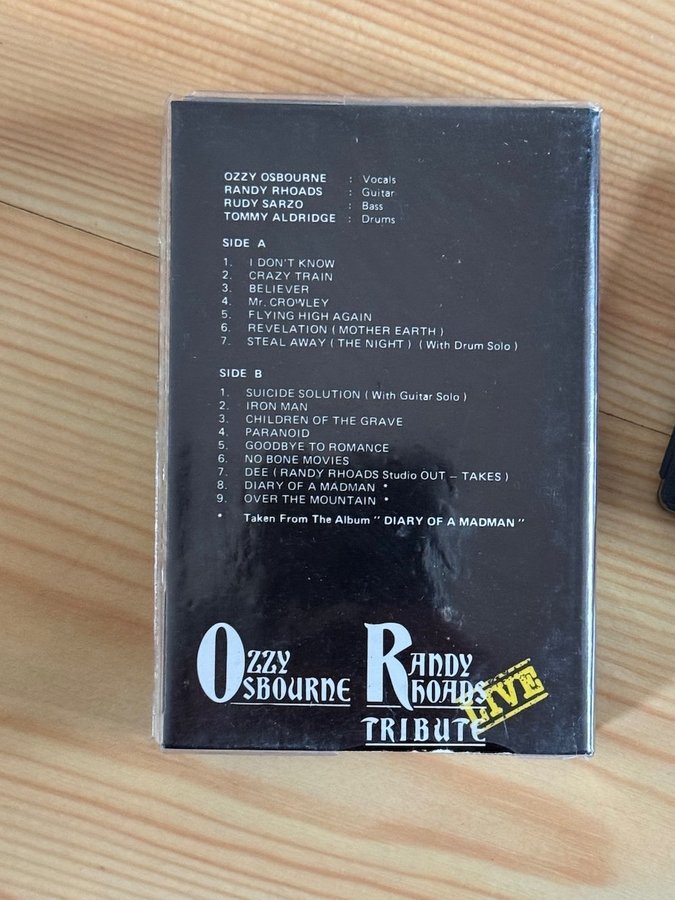 OZZY OSBOURNE : Vocals
RANDY RHOADS : Guitar
RUDY SARZO : Bass
TOMMY ALDRIDGE : Drums
SIDE A
1. I DON'T KNOW
2. CRAZY TRAIN
3. BELIEVER
4. Mr. CROWLEY
5. FLYING HIGH AGAIN
6. REVELATION ( MOTHER EARTH )
7. STEAL AWAY ( THE NIGHT ) ( With Drum Solo )
SIDE B
1. SUICIDE SOLUTION ( With Guitar Solo )
2. IRON MAN
3. CHILDREN OF THE GRAVE
4. PARANOID
5. GOODBYE TO ROMANCE
6. NO BONE MOVIES
7. DEE ( RANDY RHOADS Studio OUT – TAKES )
8. DIARY OF A MADMAN *
9. OVER THE MOUNTAIN *
* Taken From The Album " DIARY OF A MADMAN "
OZZY OSBOURNE
RANDY RHOADS
LIVE
TRIBUTE